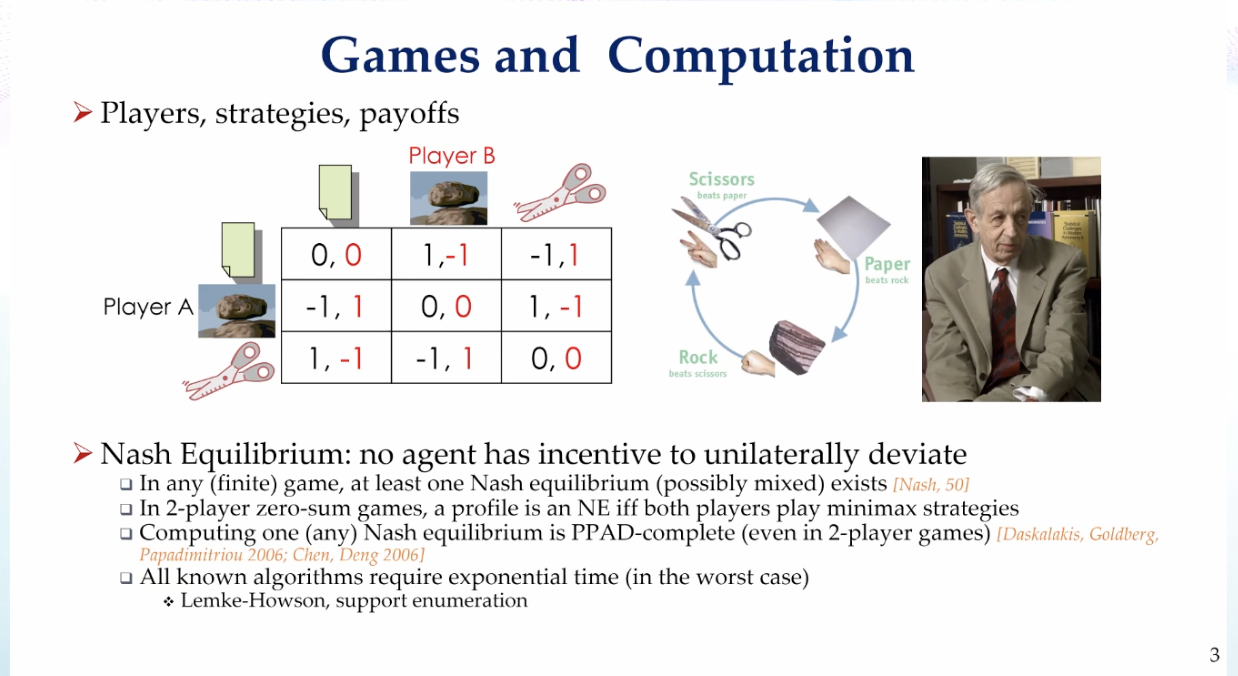 Games and Computation
➢ Players, strategies, payoffs
Player B
Player A
0, 0 1,-1 -1,1
-1, 1 0, 0 1, -1
1, -1 -1, 1 0, 0
Scissors
beats paper
Paper
beats rock
Rock
beats scissors
➢ Nash Equilibrium: no agent has incentive to unilaterally deviate
❑ In any (finite) game, at least one Nash equilibrium (possibly mixed) exists [Nash, 50]
❑ In 2-player zero-sum games, a profile is an NE iff both players play minimax strategies
❑ Computing one (any) Nash equilibrium is PPAD-complete (even in 2-player games) [Daskalakis, Goldberg,
Papadimitriou 2006; Chen, Deng 2006]
❑ All known algorithms require exponential time (in the worst case)
❖ Lemke-Howson, support enumeration
3